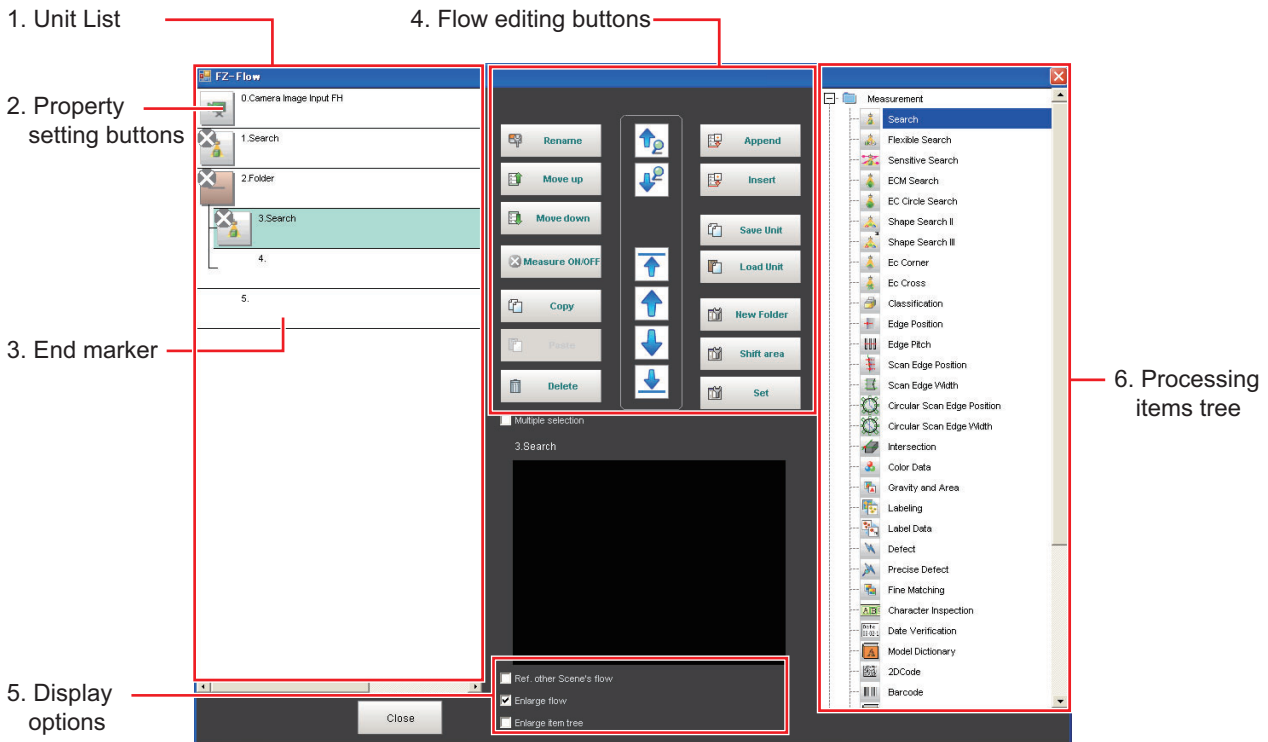 1. Unit List
4. Flow editing buttons
FZ-Flow
2. Property
setting buttons
0.Camera Image Input FH
1.Search
2.Folder
3.Search
4.
5.
3. End marker
Rename
Append
Move up
Insert
Move down
Save Unit
Measure ON/OFF
Load Unit
Copy
New Folder
Paste
Shift area
Delete
Set
Multiple selection
3.Search
5. Display
options
Ref. other Scene's flow
Enlarge flow
Enlarge item tree
Close
Measurement
Search
Flexible Search
Sensitive Search
ECM Search
EC Circle Search
Shape Search II
Shape Search III
Ec Corner
Ec Cross
Classification
Edge Position
Edge Pitch
Scan Edge Position
Scan Edge Width
Circular Scan Edge Position
Circular Scan Edge Width
Intersection
Color Data
Gravity and Area
Labeling
Label Data
Defect
Precise Defect
Fine Matching
Character Inspection
Date Verification
Model Dictionary
2DCode
Barcode
6. Processing
items tree